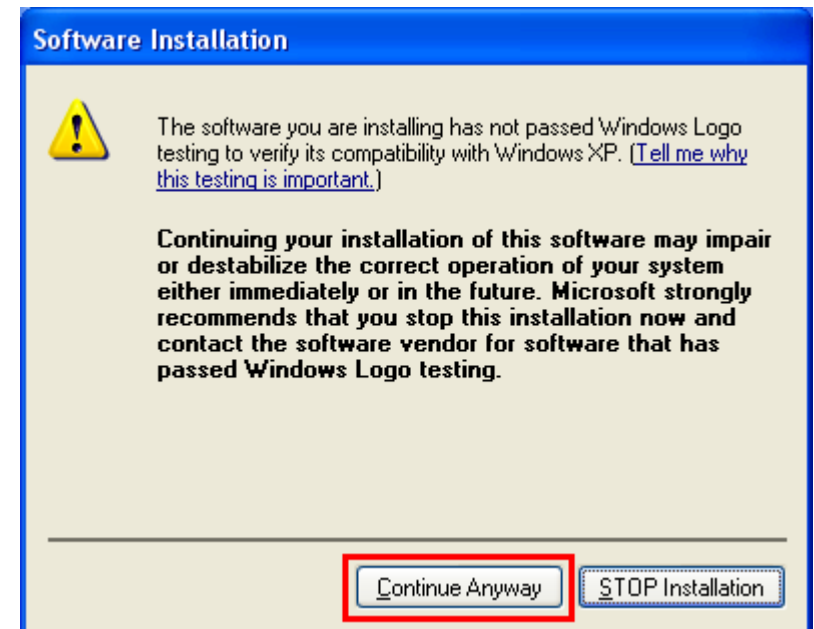 Software Installation
The software you are installing has not passed Windows Logo
testing to verify its compatibility with Windows XP. (Tell me why
this testing is important.)
Continuing your installation of this software may impair
or destabilize the correct operation of your system
either immediately or in the future. Microsoft strongly
recommends that you stop this installation now and
contact the software vendor for software that has
passed Windows Logo testing.
Continue Anyway
STOP Installation